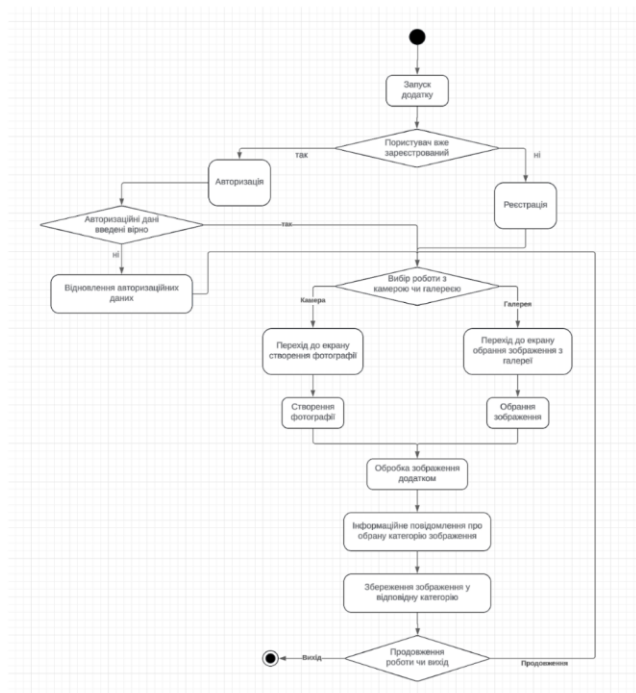 Запуск
додатку
Пористувач вже
зареєстрований
так
ні
Авторизація
Реєстрація
Авторизаційні дані
введені вірно
так
ні
Відновлення авторизаційних
даних
Вибір роботи з
камерою чи галереєю
Камера
Галерея
Перехід до екрану
створення фотографії
Перехід до екрану
обрання зображення з
галереї
Створення
фотографії
Обрання
зображення
Обробка зображення
додатком
Інформаційне повідомлення про
обрану категорію зображення
Збереження зображення у
відповідну категорію
Продовження
роботи чи вихід
Вихід
Продовження